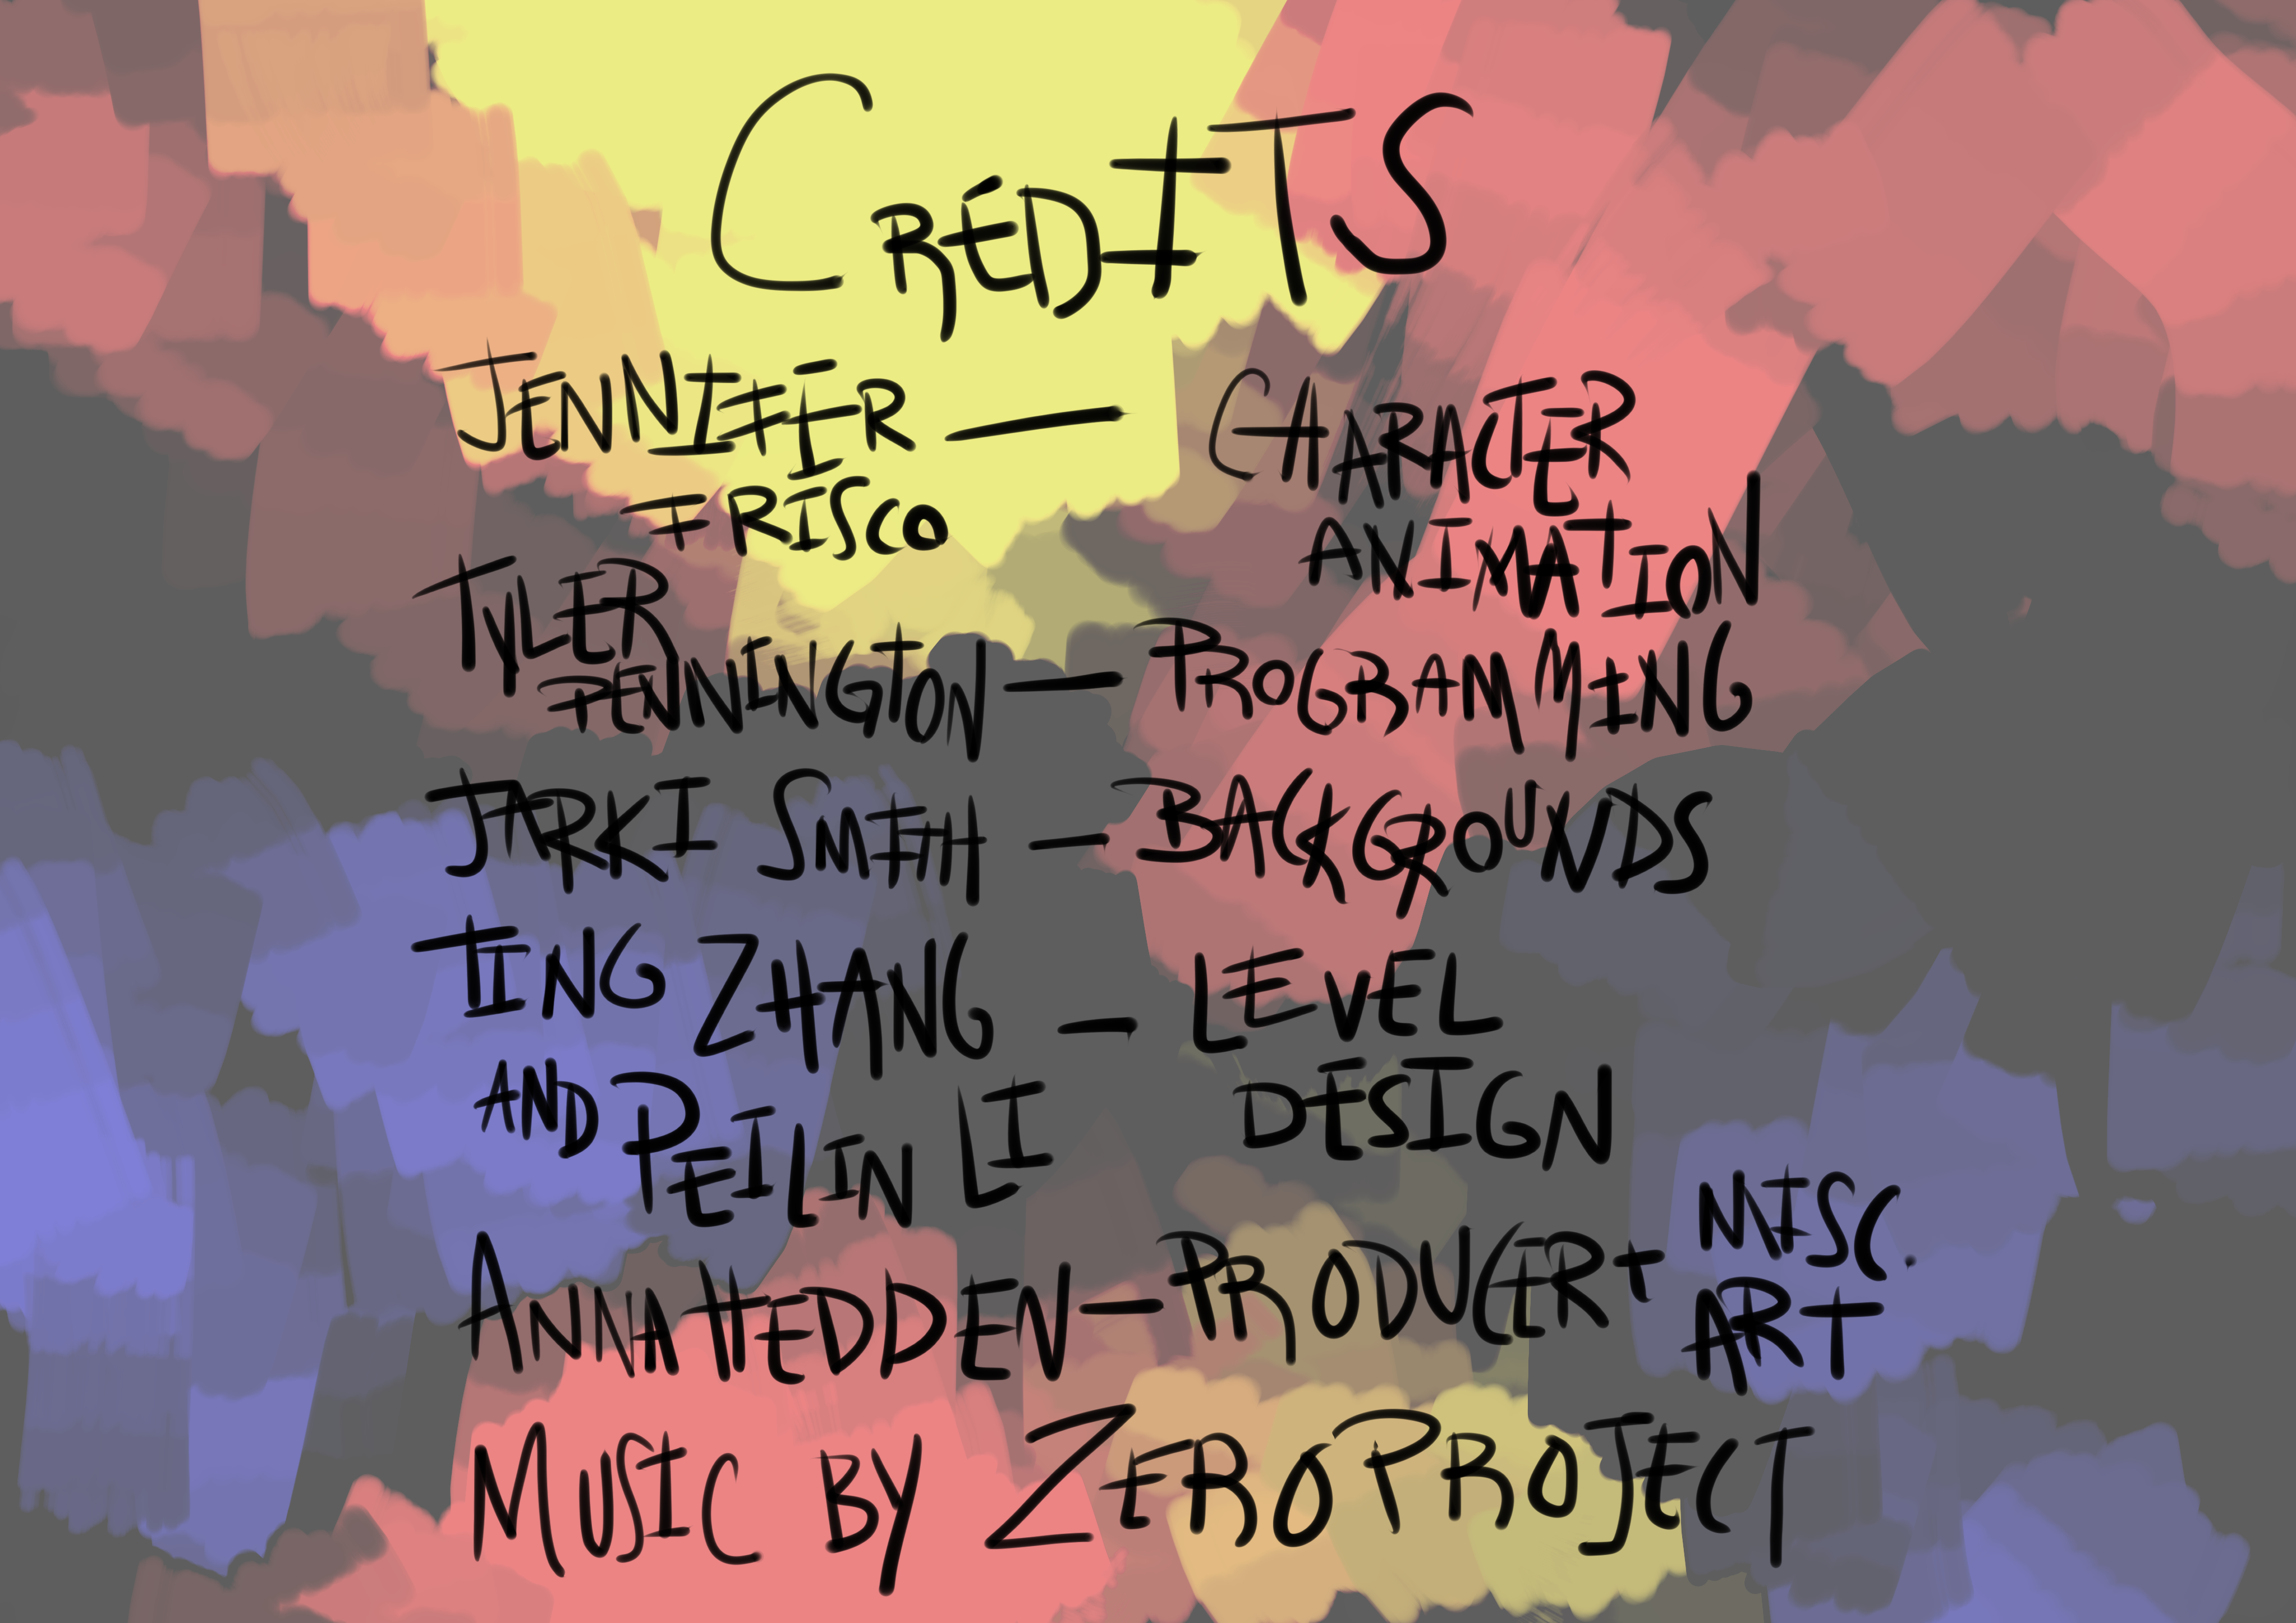 CREDITS
JENNIFER — CHARACTER
FRISCO ANIMATION
TYLER
PENNINGTON — PROGRAMMING
JARKI SMITH — BACKGROUNDS
TING ZHANG — LEVEL
AND PEILIN LI DESIGN
ANNA HEDDEN — PRODUCER + MISC.
ART
MUSIC BY ZEROPROJECT